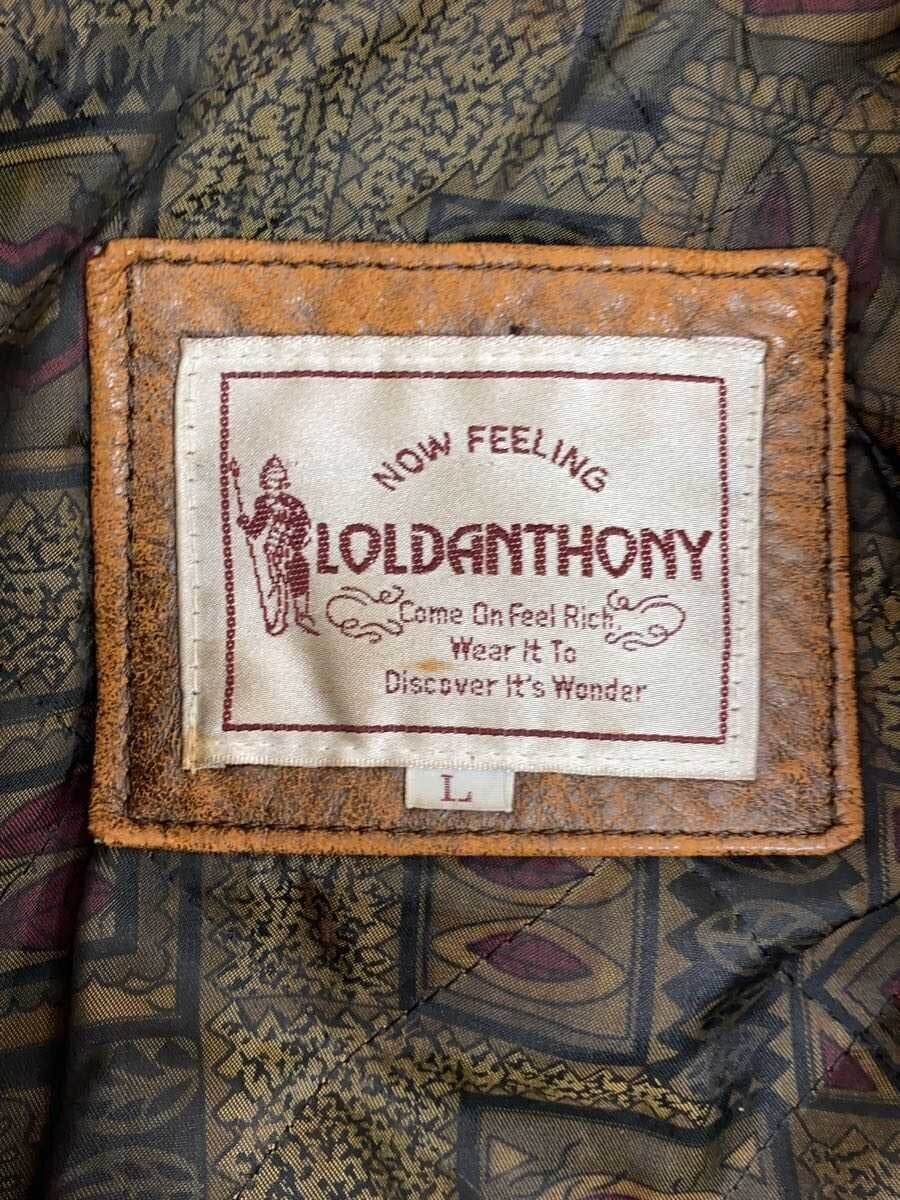 NOW FEELING
LOLDANTHONY
Come On Feel Rich.
Wear It To
Discover It's Wonder
L